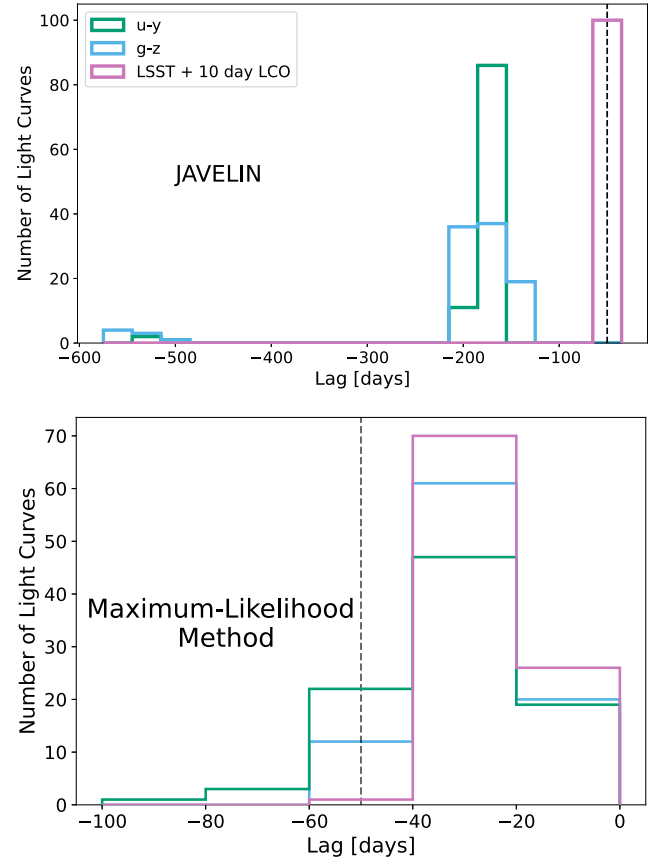 u-y
g-z
LSST + 10 day LCO
JAVELIN
Number of Light Curves
100
80
60
40
20
0
−600
−500
−400
−300
−200
−100
Lag [days]
Maximum-Likelihood
Method
Number of Light Curves
70
60
50
40
30
20
10
0
−100
−80
−60
−40
−20
0
Lag [days]